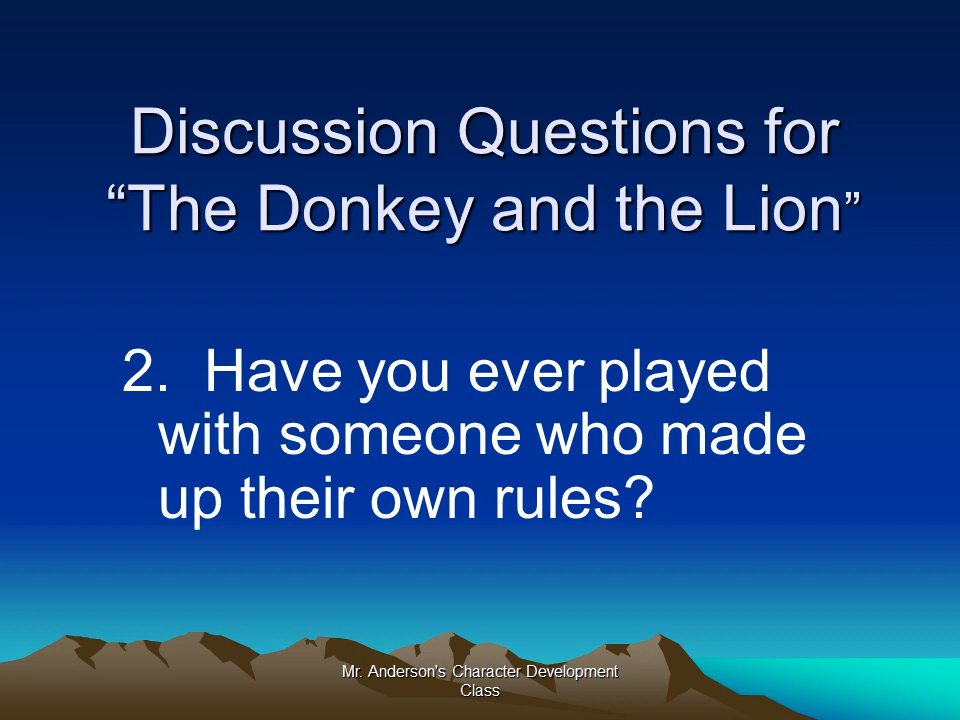 Discussion Questions for
“The Donkey and the Lion”
2. Have you ever played
with someone who made
up their own rules?
Mr. Anderson's Character Development
Class